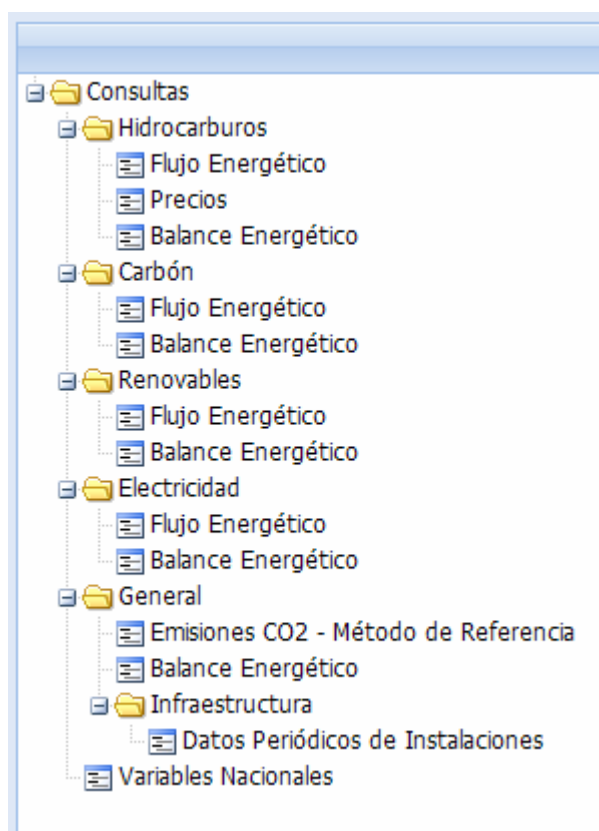 Consultas
Hidrocarburos
Flujo Energético
Precios
Balance Energético
Carbón
Flujo Energético
Balance Energético
Renovables
Flujo Energético
Balance Energético
Electricidad
Flujo Energético
Balance Energético
General
Emisiones CO2 - Método de Referencia
Balance Energético
Infraestructura
Datos Periódicos de Instalaciones
Variables Nacionales